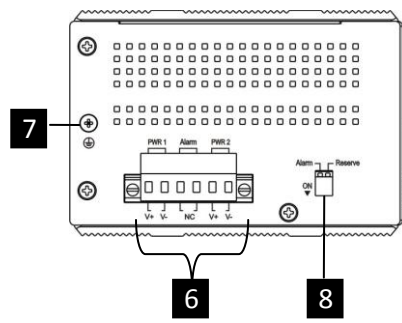 7
PWR 1 Alarm PWR 2
Alarm Reserve
ON
V+ V- NC V+ V-
6
8